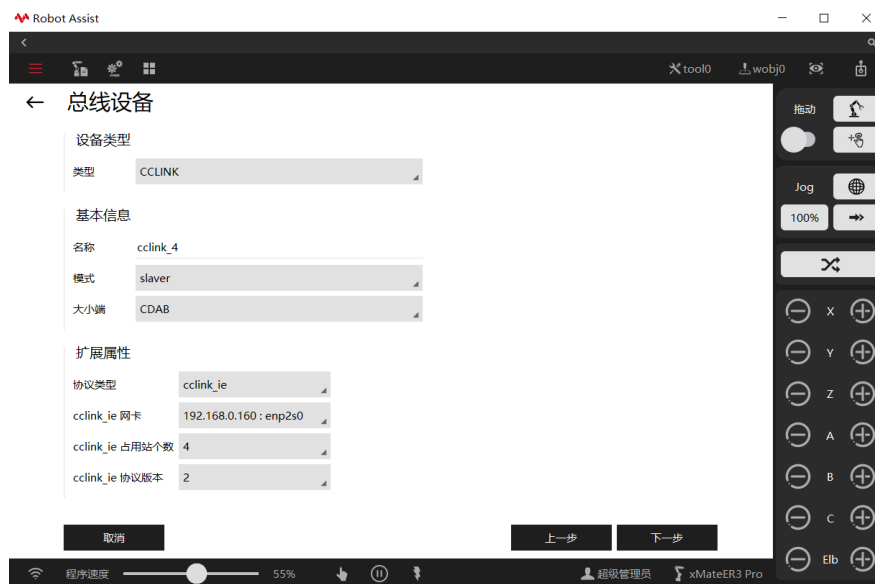 Robot Assist
tool0
wobj0
总线设备
设备类型
类型
CCLINK
基本信息
名称
cclink_4
模式
slaver
大小端
CDAB
扩展属性
协议类型
cclink_ie
cclink_ie 网卡
192.168.0.160 : enp2s0
cclink_ie 占用站个数
4
cclink_ie 协议版本
2
取消
上一步
下一步
拖动
Jog
100%
X
Y
Z
A
B
C
Elb
程序速度
55%
超级管理员
xMateER3 Pro